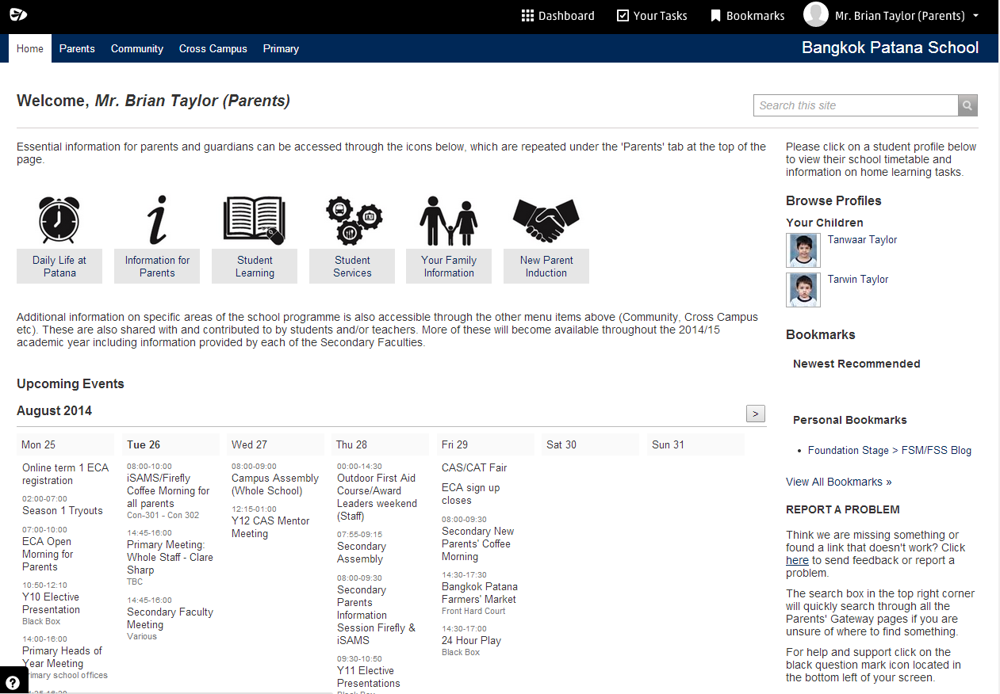 Dashboard
Your Tasks
Bookmarks
Mr. Brian Taylor (Parents)
Home
Parents
Community
Cross Campus
Primary
Bangkok Patana School
Welcome, Mr. Brian Taylor (Parents)
Search this site
Essential information for parents and guardians can be accessed through the icons below, which are repeated under the 'Parents' tab at the top of the
page.
Daily Life at
Patana
Information for
Parents
Student
Learning
Student
Services
Your Family
Information
New Parent
Induction
Additional information on specific areas of the school programme is also accessible through the other menu items above (Community, Cross Campus
etc). These are also shared with and contributed to by students and/or teachers. More of these will become available throughout the 2014/15
academic year including information provided by each of the Secondary Faculties.
Upcoming Events
August 2014
>
Mon 25
Online term 1 ECA
registration
02:00-07:00
Season 1 Tryouts
07:00-10:00
ECA Open
Morning for
Parents
10:50-12:10
Y10 Elective
Presentation
Black Box
14:00-16:00
Primary Heads of
Year Meeting
Primary school offices
Tue 26
08:00-10:00
iSAMS/Firefly
Coffee Morning for
all parents
Con-301 - Con 302
14:45-16:00
Primary Meeting:
Whole Staff - Clare
Sharp
TBC
14:45-16:00
Secondary Faculty
Meeting
Various
Wed 27
08:00-09:00
Campus Assembly
(Whole School)
12:15-01:00
Y12 CAS Mentor
Meeting
Thu 28
00:00-14:30
Outdoor First Aid
Course/Award
Leaders weekend
(Staff)
07:55-09:15
Secondary
Assembly
08:00-09:30
Secondary
Parents
Information
Session Firefly &
iSAMS
09:30-10:50
Y11 Elective
Presentations
Black Box
Fri 29
CAS/CAT Fair
ECA sign up
closes
08:00-09:30
Secondary New
Parents' Coffee
Morning
14:30-17:30
Bangkok Patana
Farmers' Market
Front Hard Court
14:30-17:00
24 Hour Play
Black Box
Sat 30
Sun 31
Please click on a student profile below
to view their school timetable and
information on home learning tasks.
Browse Profiles
Your Children
Tanwaar Taylor
Tarwin Taylor
Bookmarks
Newest Recommended
Personal Bookmarks
• Foundation Stage > FSM/FSS Blog
View All Bookmarks »
REPORT A PROBLEM
Think we are missing something or
found a link that doesn't work? Click
here to send feedback or report a
problem.
The search box in the top right corner
will quickly search through all the
Parents' Gateway pages if you are
unsure of where to find something.
For help and support click on the
black question mark icon located in
the bottom left of your screen.
?